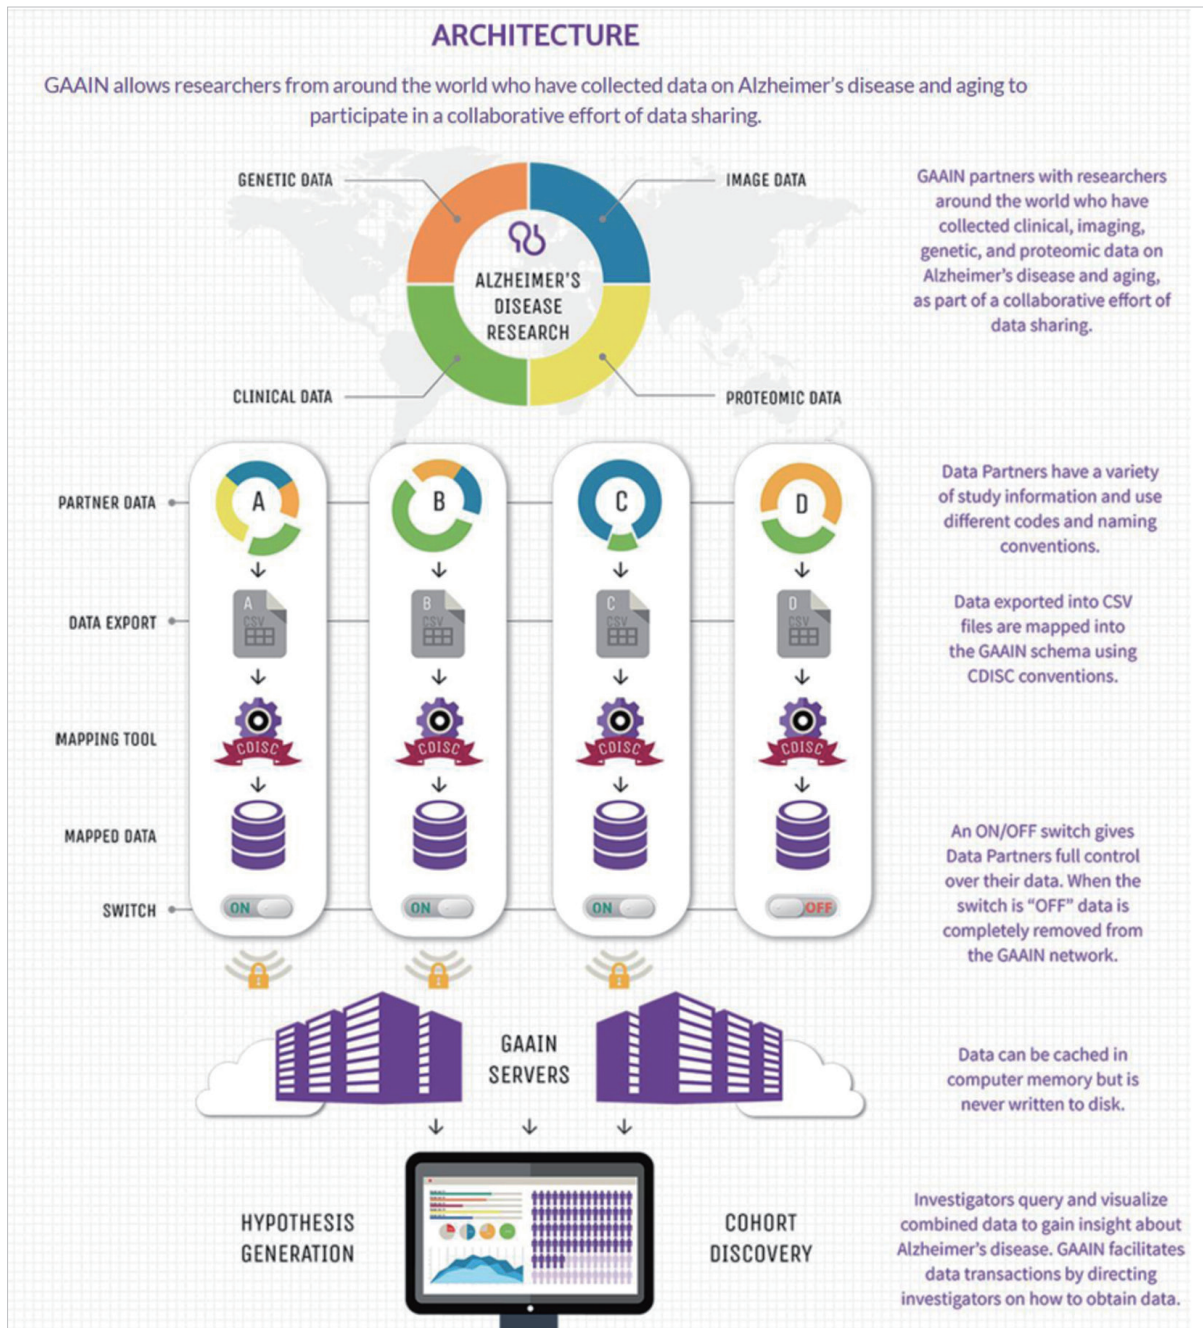 ARCHITECTURE
GAAIN allows researchers from around the world who have collected data on Alzheimer's disease and aging to
participate in a collaborative effort of data sharing.
GENETIC DATA
IMAGE DATA
ALZHEIMER'S
DISEASE
RESEARCH
CLINICAL DATA
PROTEOMIC DATA
GAAIN partners with researchers
around the world who have
collected clinical, imaging,
genetic, and proteomic data on
Alzheimer's disease and aging,
as part of a collaborative effort of
data sharing.
PARTNER DATA
A
B
C
D
Data Partners have a variety
of study information and use
different codes and naming
conventions.
DATA EXPORT
A
CSV
B
CSV
C
CSV
D
CSV
Data exported into CSV
files are mapped into
the GAAIN schema using
CDISC conventions.
MAPPING TOOL
CDISC
CDISC
CDISC
CDISC
MAPPED DATA
An ON/OFF switch gives
Data Partners full control
over their data. When the
switch is “OFF” data is
completely removed from
the GAAIN network.
SWITCH
ON
ON
ON
OFF
GAAIN
SERVERS
Data can be cached in
computer memory but is
never written to disk.
HYPOTHESIS
GENERATION
COHORT
DISCOVERY
Investigators query and visualize
combined data to gain insight about
Alzheimer's disease. GAAIN facilitates
data transactions by directing
investigators on how to obtain data.